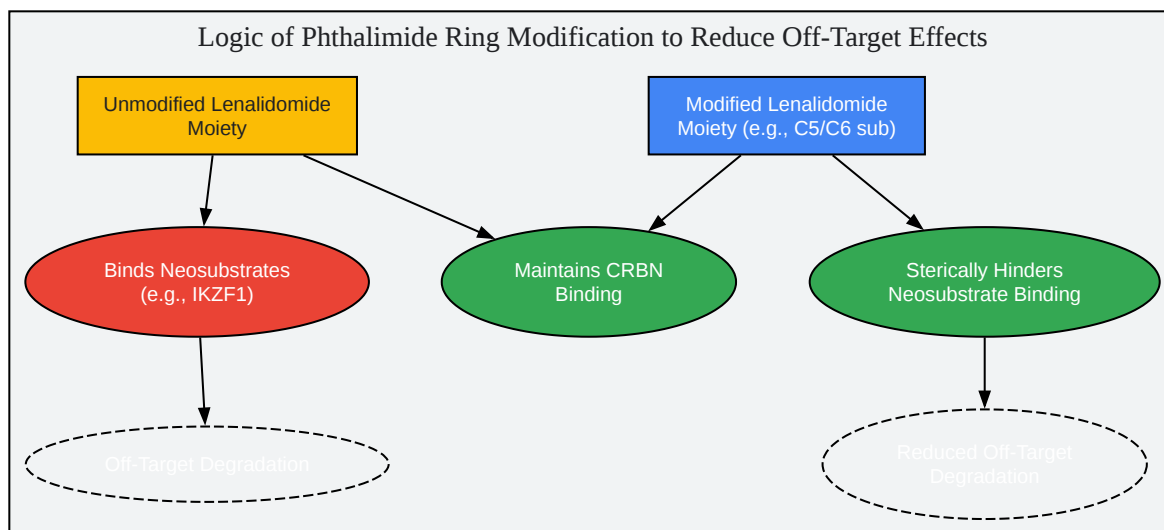 Logic of Phthalimide Ring Modification to Reduce Off-Target Effects
Unmodified Lenalidomide
Moiety
Modified Lenalidomide
Moiety (e.g., C5/C6 sub)
Binds Neosubstrates
(e.g., IKZF1)
Maintains CRBN
Binding
Sterically Hinders
Neosubstrate Binding
Off-Target Degradation
Reduced Off-Target
Degradation